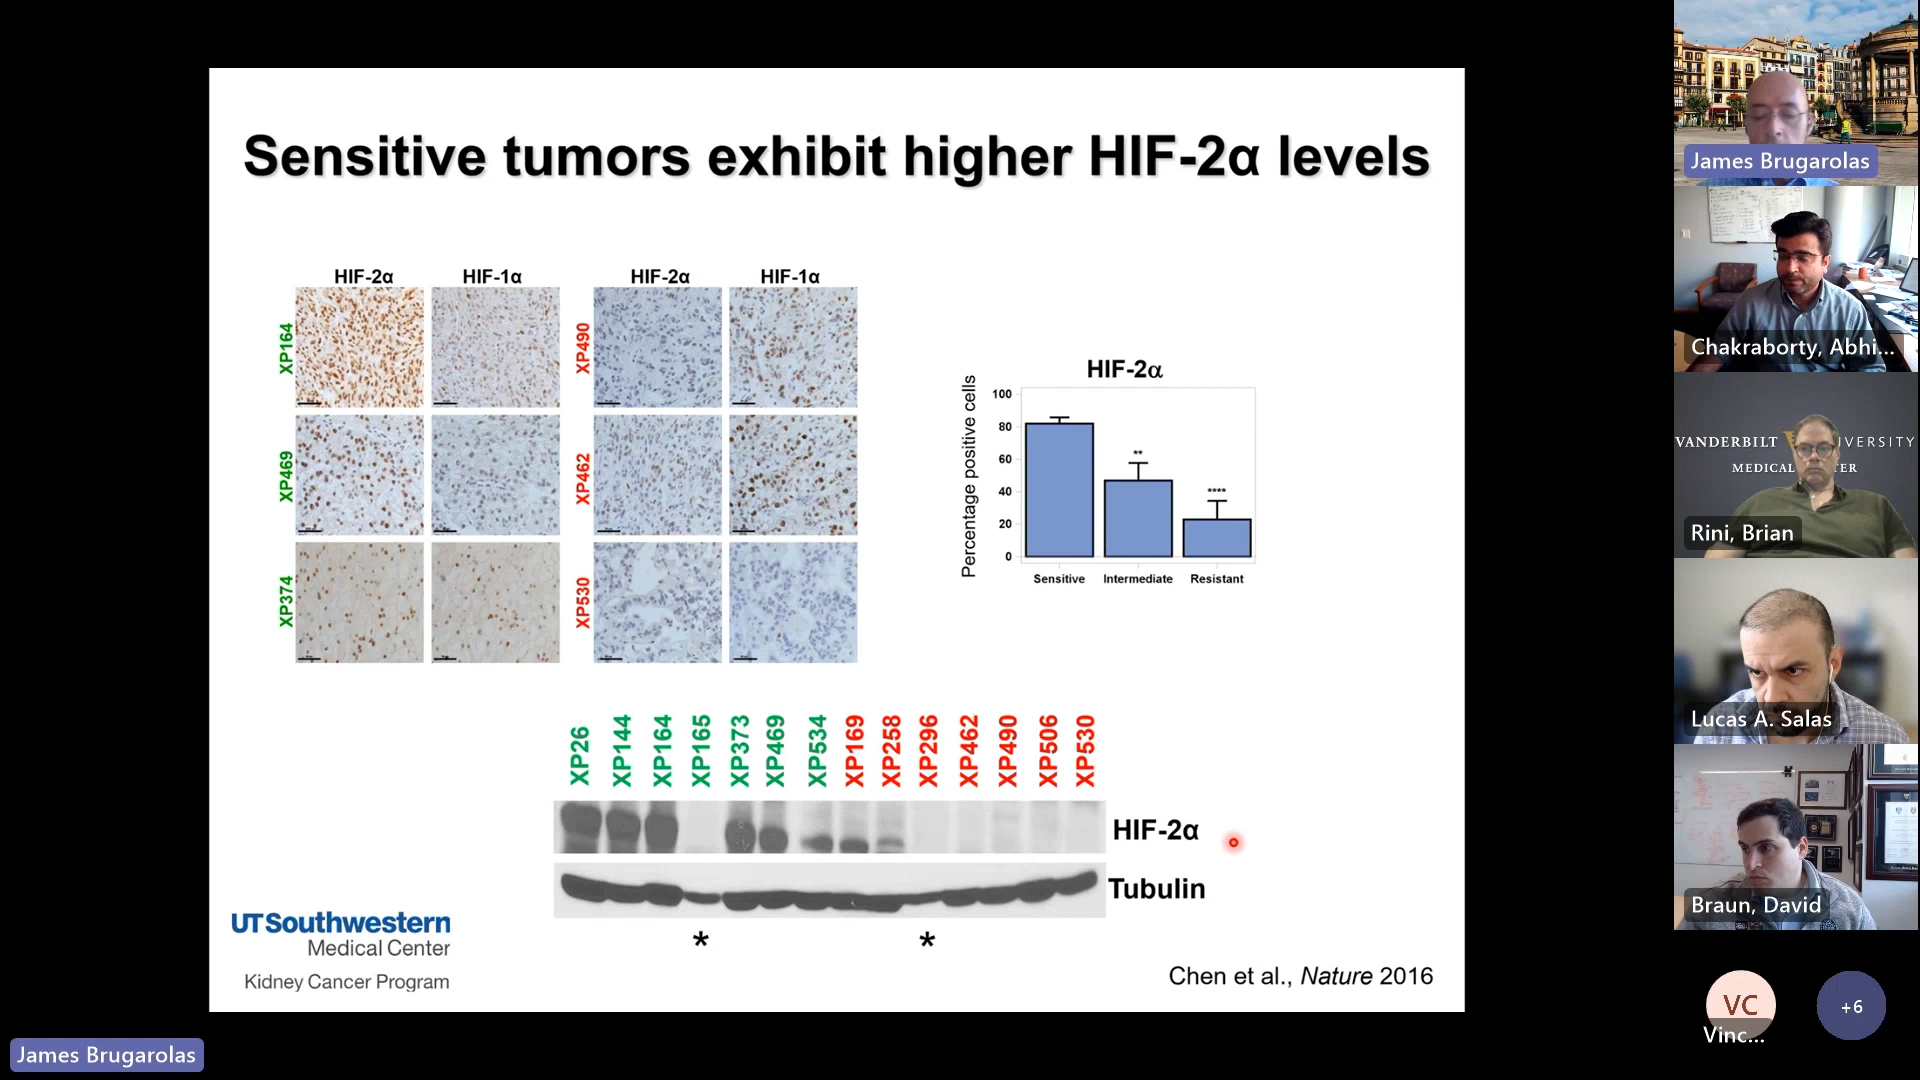 Sensitive tumors exhibit higher HIF-2α levels
HIF-2α
HIF-1α
HIF-2α
HIF-1α
XP164
XP490
XP469
XP462
XP374
XP530
HIF-2α
Percentage positive cells
100
80
60
40
20
0
**
****
Sensitive
Intermediate
Resistant
XP26
XP144
XP164
XP165
XP373
XP469
XP534
XP169
XP258
XP296
XP462
XP490
XP506
XP530
HIF-2α
Tubulin
*
*
UTSouthwestern
Medical Center
Kidney Cancer Program
Chen et al., Nature 2016
James Brugarolas
James Brugarolas
Chakraborty, Abhi...
VANDERBILT
MEDICAL
Rini, Brian
Lucas A. Salas
Braun, David
VC
Vinc...
+6